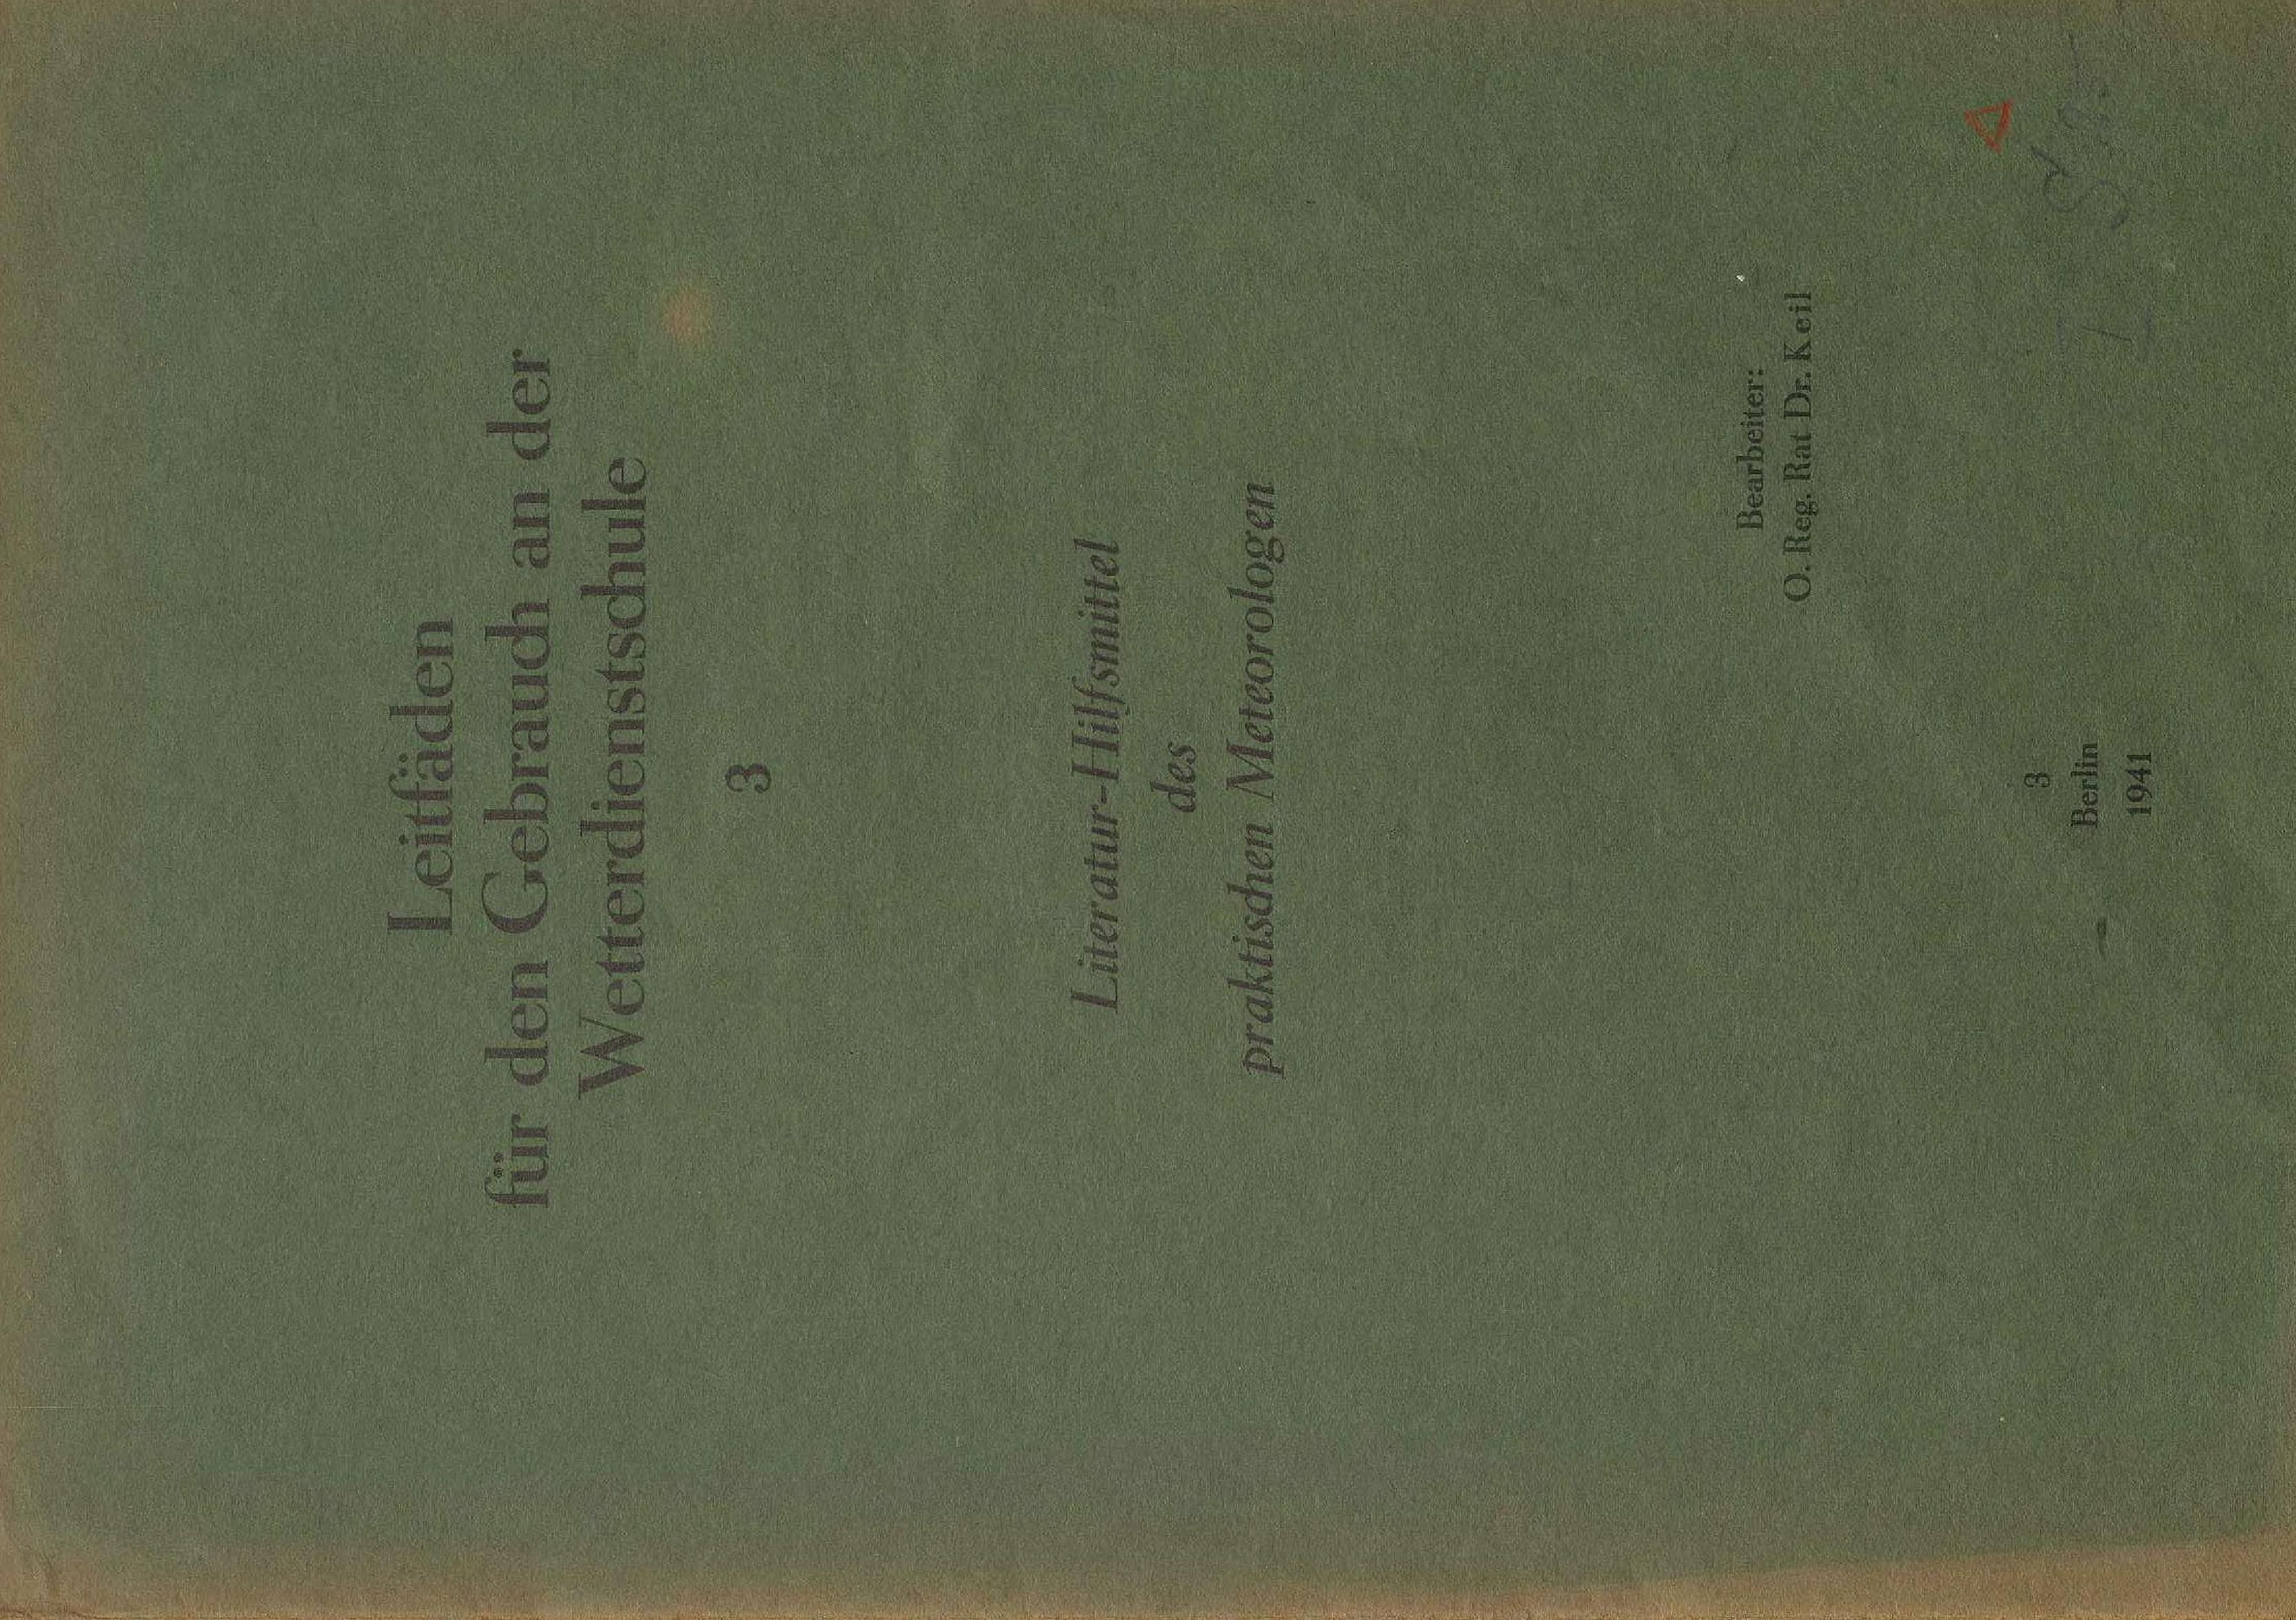 Leitfäden
für den Gebrauch an der
Wetterdienstschule
3
Literatur-Hilfsmittel
des
praktischen Meteorologen
Bearbeiter:
O. Reg. Rat Dr. Keil
3
Berlin
1941